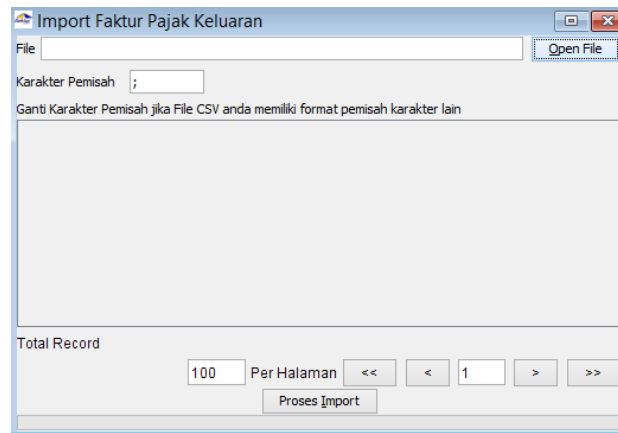 Import Faktur Pajak Keluaran
File Open File
Karakter Pemisah ;
Ganti Karakter Pemisah jika File CSV anda memiliki format pemisah karakter lain
Total Record
100 Per Halaman << < 1 > >>
Proses Import